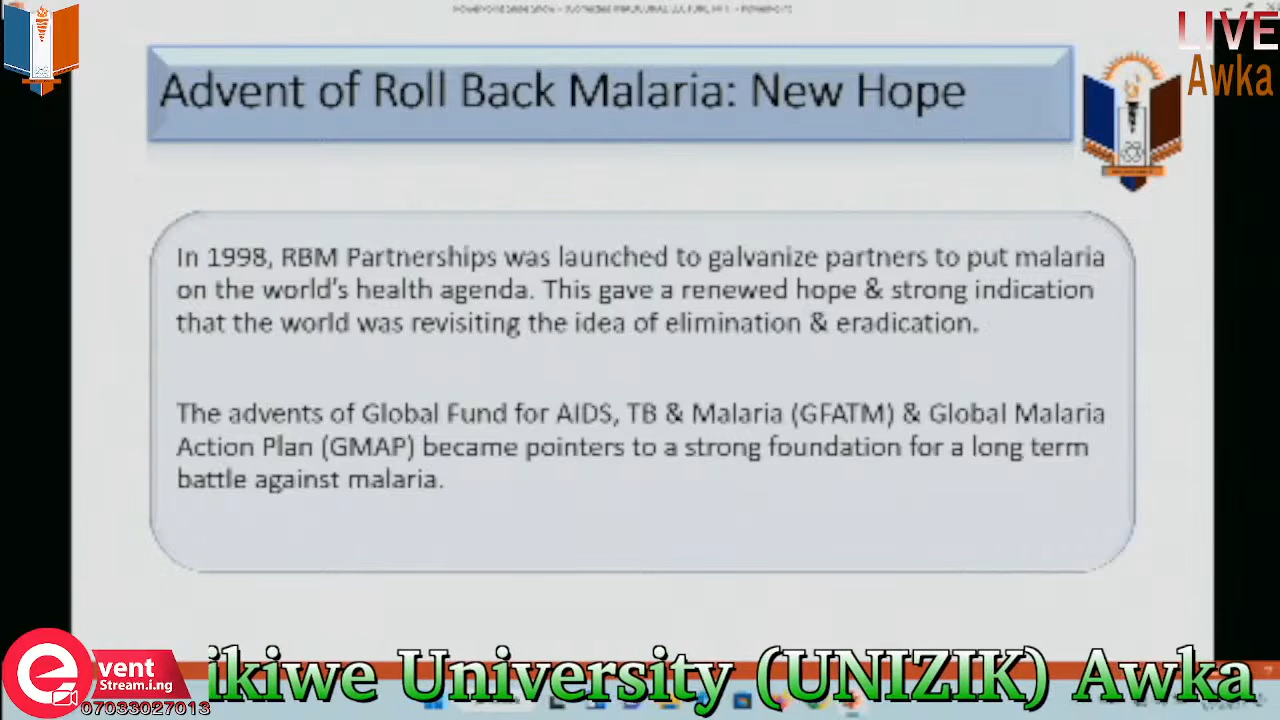 LIVE
Awka
Advent of Roll Back Malaria: New Hope
In 1998, RBM Partnerships was launched to galvanize partners to put malaria
on the world's health agenda. This gave a renewed hope & strong indication
that the world was revisiting the idea of elimination & eradication.
The advents of Global Fund for AIDS, TB & Malaria (GFATM) & Global Malaria
Action Plan (GMAP) became pointers to a strong foundation for a long term
battle against malaria.
event
Stream.i.ng
07033027013
ikiwe University (UNIZIK) Awka